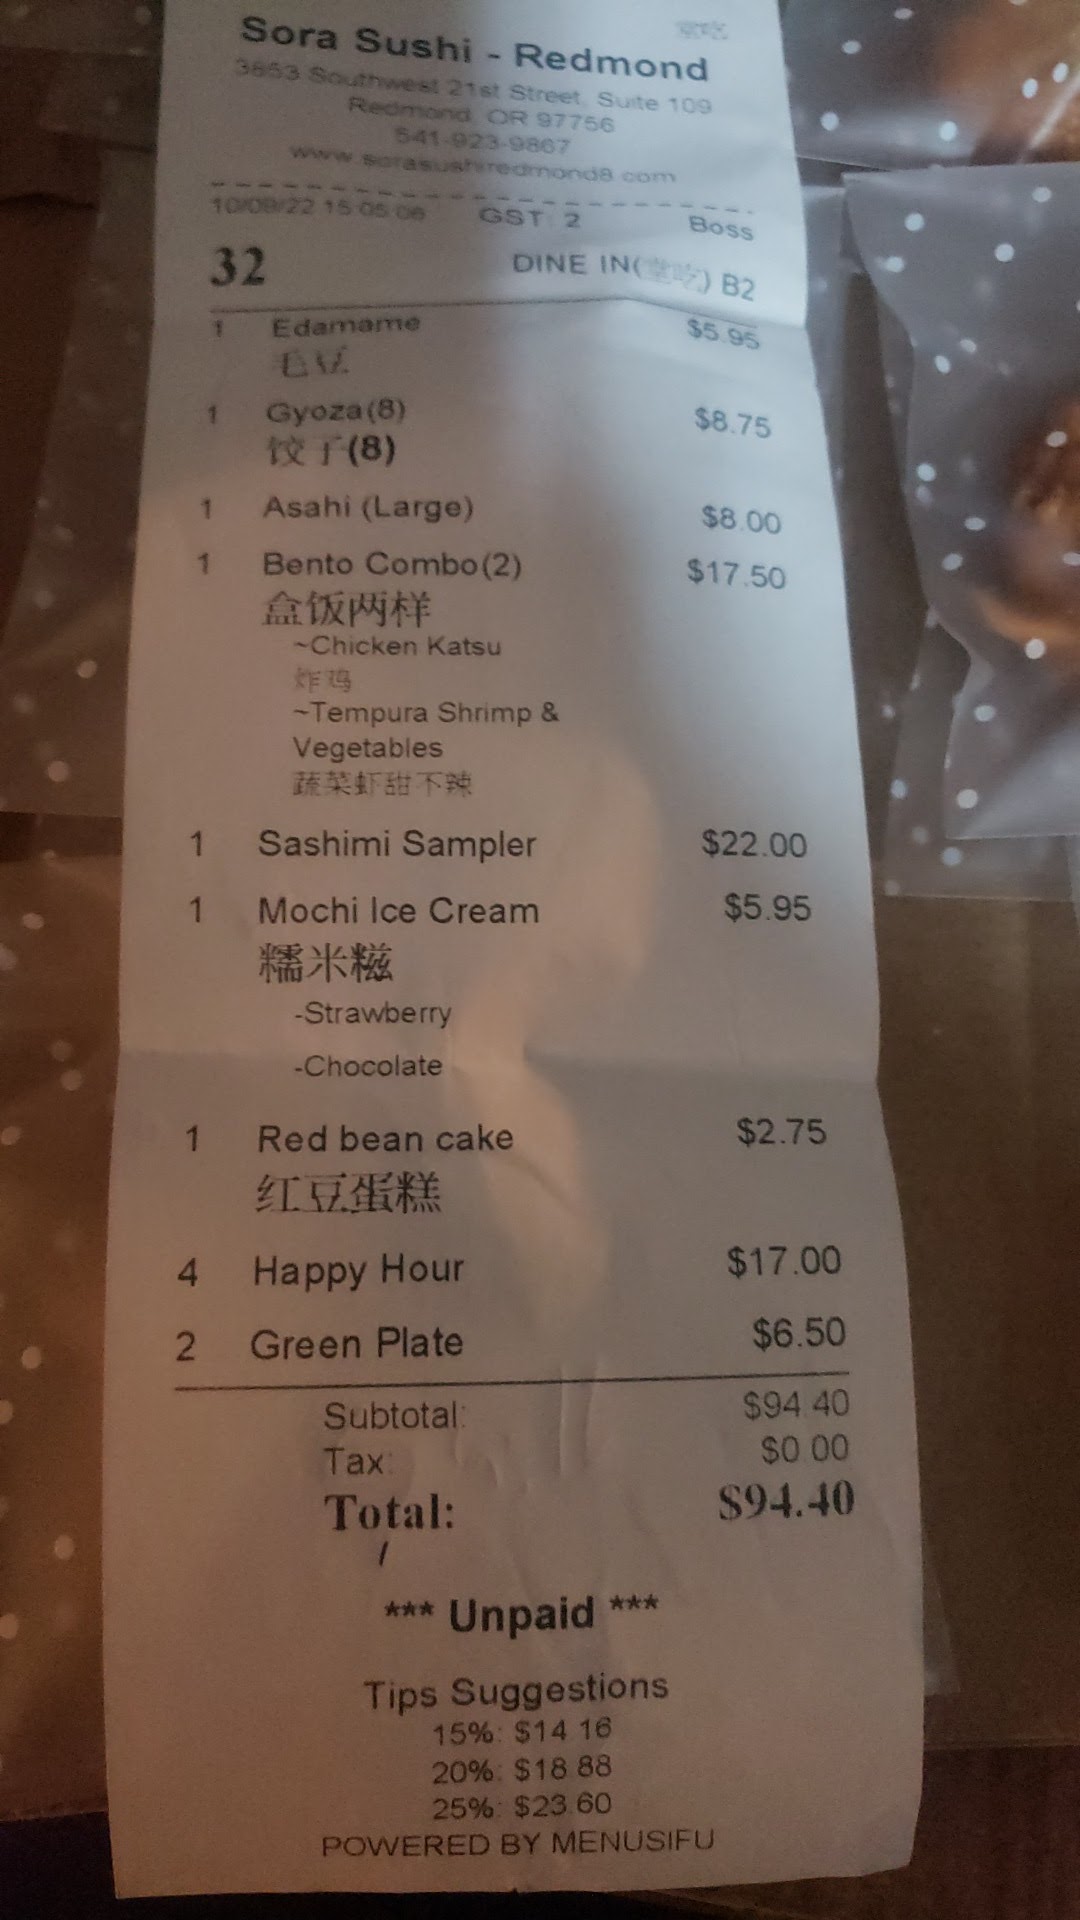 堂吃
Sora Sushi - Redmond
3853 Southwest 21st Street, Suite 109
Redmond, OR 97756
541-923-9867
www.sorasushiredmond8.com
10/09/22 15:05:06 GST: 2 Boss
32 DINE IN(堂吃) B2
1 Edamame $5.95
毛豆
1 Gyoza(8) $8.75
饺子(8)
1 Asahi (Large) $8.00
1 Bento Combo(2) $17.50
盒饭两样
~Chicken Katsu
炸鸡
~Tempura Shrimp &
Vegetables
蔬菜虾甜不辣
1 Sashimi Sampler $22.00
1 Mochi Ice Cream $5.95
糯米糍
-Strawberry
-Chocolate
1 Red bean cake $2.75
红豆蛋糕
4 Happy Hour $17.00
2 Green Plate $6.50
Subtotal: $94.40
Tax: $0.00
Total: $94.40
*** Unpaid ***
Tips Suggestions
15%: $14.16
20%: $18.88
25%: $23.60
POWERED BY MENUSIFU